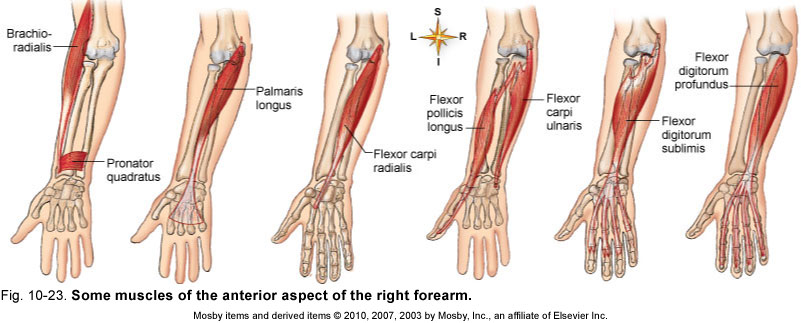 Brachio-
radialis
Pronator
quadratus
Palmaris
longus
Flexor carpi
radialis
S
L R
I
Flexor
pollicis
longus
Flexor
carpi
ulnaris
Flexor
digitorum
sublimis
Flexor
digitorum
profundus
Fig. 10-23. Some muscles of the anterior aspect of the right forearm.
Mosby items and derived items © 2010, 2007, 2003 by Mosby, Inc., an affiliate of Elsevier Inc.